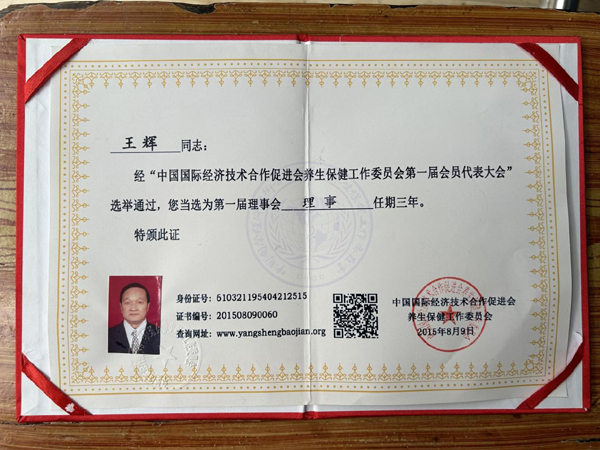 王辉 同志：
经“中国国际经济技术合作促进会养生保健工作委员会第一届会员代表大会”
选举通过，您当选为第一届理事会 理事 任期三年。
特颁此证
身份证号：510321195404212515
证书编号：201508090060
查询网址：www.yangshengbaojian.org
中国国际经济技术合作促进会
养生保健工作委员会
2015年8月9日